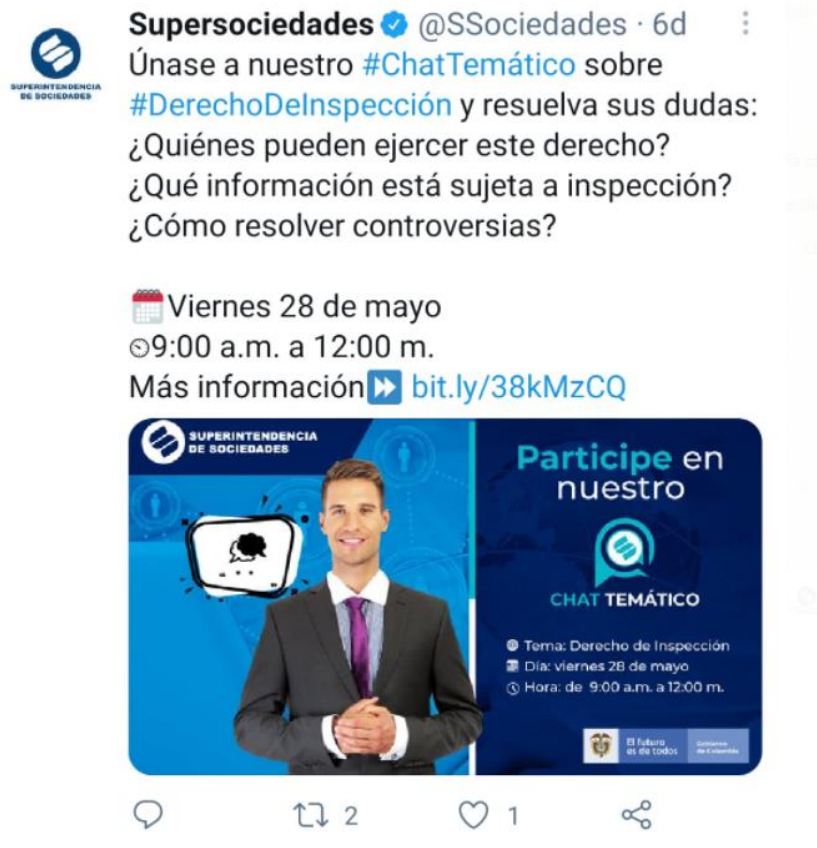 Supersociedades @SSociedades · 6d
SUPERINTENDENCIA
DE SOCIEDADES
Únase a nuestro #ChatTemático sobre
#DerechoDeInspección y resuelva sus dudas:
¿Quiénes pueden ejercer este derecho?
¿Qué información está sujeta a inspección?
¿Cómo resolver controversias?
Viernes 28 de mayo
9:00 a.m. a 12:00 m.
Más información bit.ly/38kMzCQ
SUPERINTENDENCIA
DE SOCIEDADES
Participe en
nuestro
CHAT TEMÁTICO
Tema: Derecho de Inspección
Día: viernes 28 de mayo
Hora: de 9:00 a.m. a 12:00 m.
El futuro
es de todos
Gobierno
de Colombia
2
1